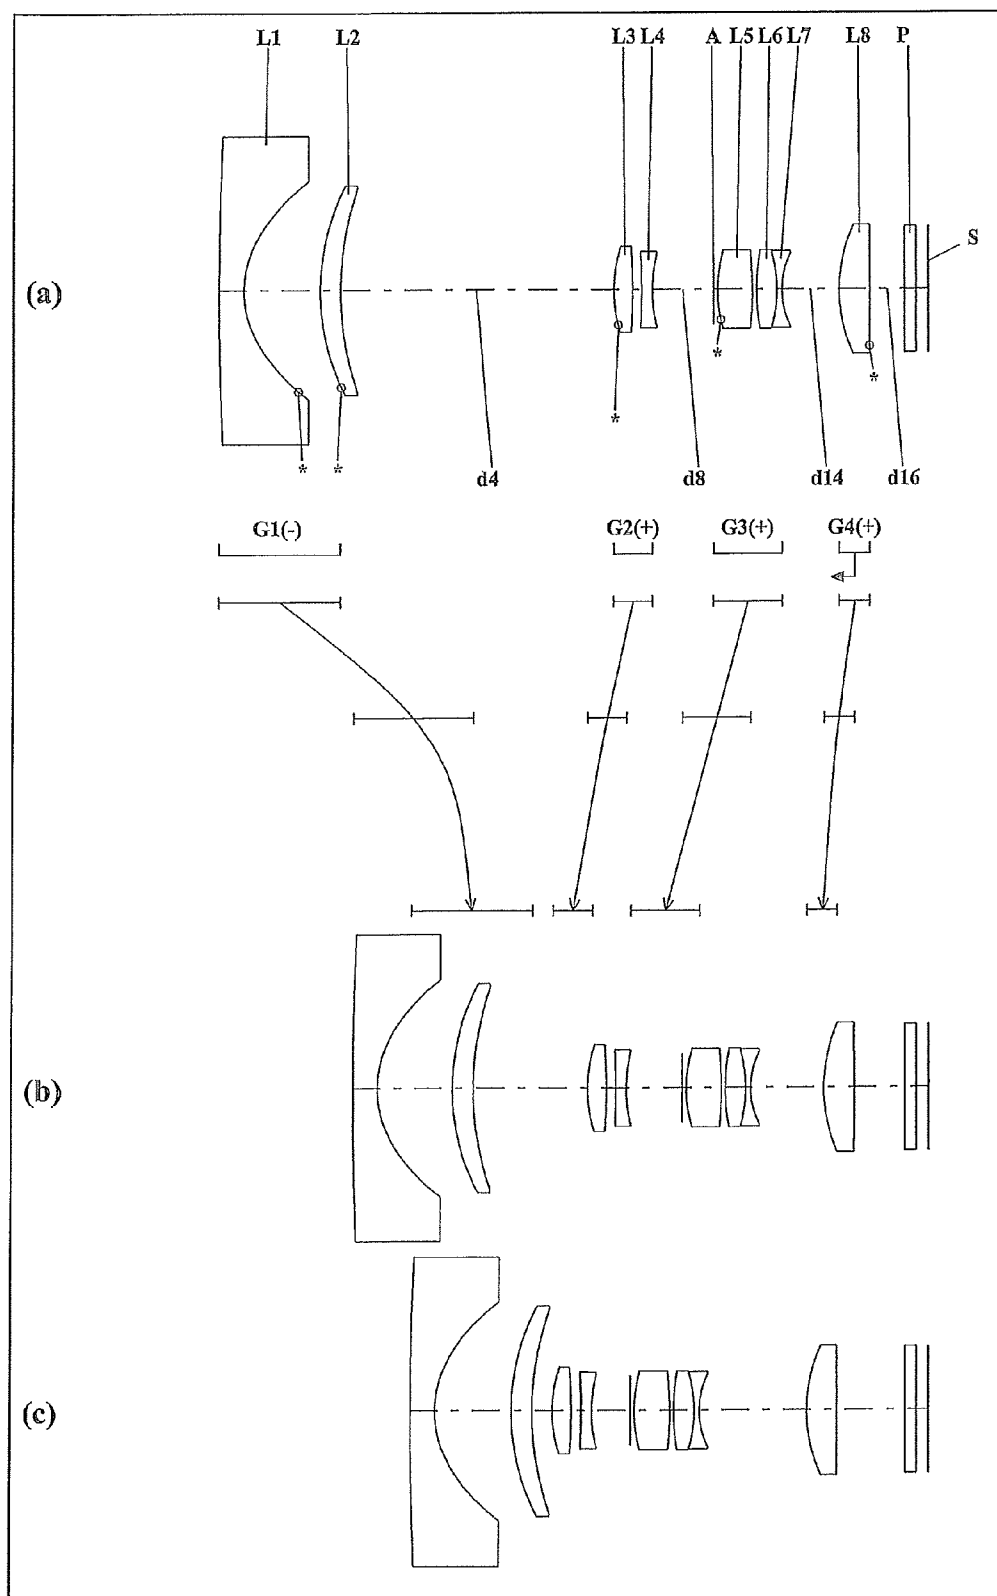 L1 L2 L3 L4 A L5 L6 L7 L8 P
S
(a)
* * * * *
d4 d8 d14 d16
G1(-) G2(+) G3(+) G4(+)
(b)
(c)